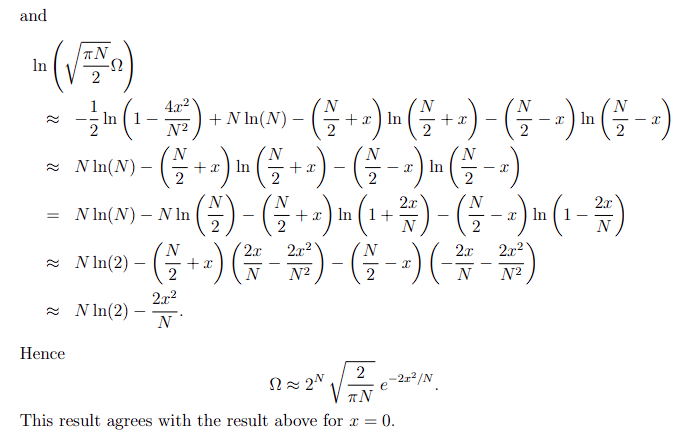 and
ln(√(πN/2) Ω)
≈ −1/2 ln(1 − 4x²/N²) + N ln(N) − (N/2 + x) ln(N/2 + x) − (N/2 − x) ln(N/2 − x)
≈ N ln(N) − (N/2 + x) ln(N/2 + x) − (N/2 − x) ln(N/2 − x)
= N ln(N) − N ln(N/2) − (N/2 + x) ln(1 + 2x/N) − (N/2 − x) ln(1 − 2x/N)
≈ N ln(2) − (N/2 + x)(2x/N − 2x²/N²) − (N/2 − x)(−2x/N − 2x²/N²)
≈ N ln(2) − 2x²/N.
Hence
Ω ≈ 2^N √(2/πN) e^(−2x²/N).
This result agrees with the result above for x = 0.